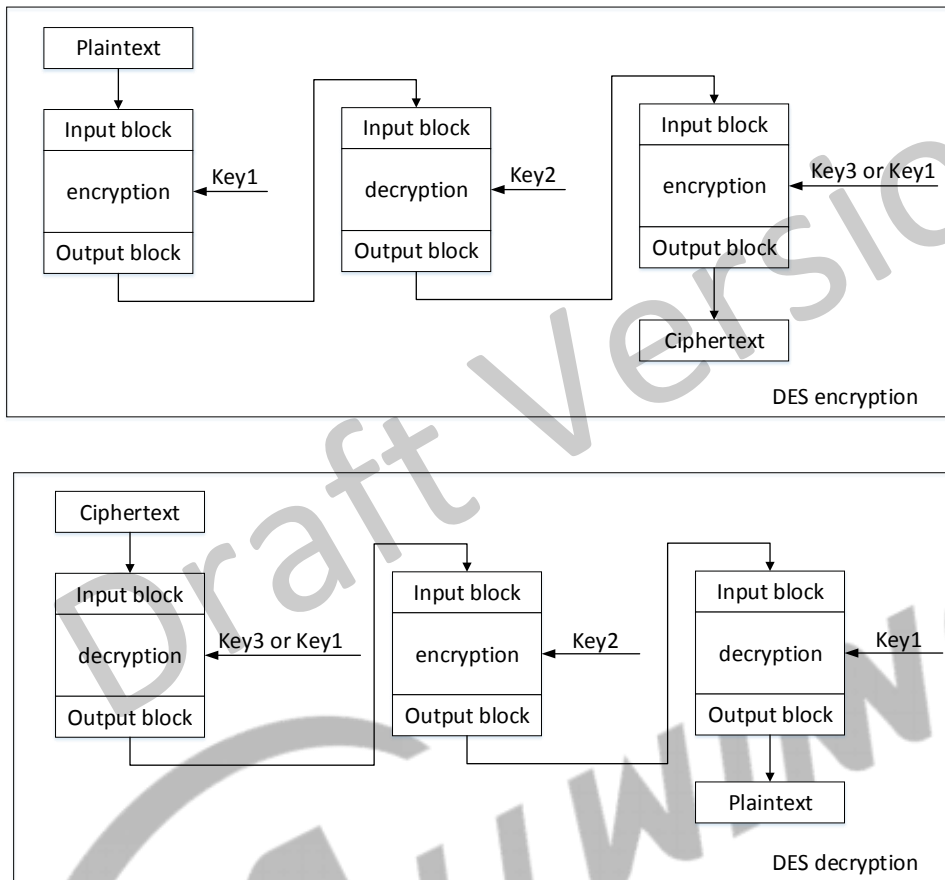 Plaintext
Input block
encryption
Output block
Key1
Input block
decryption
Output block
Key2
Input block
encryption
Output block
Key3 or Key1
Ciphertext
DES encryption
Ciphertext
Input block
decryption
Output block
Key3 or Key1
Input block
encryption
Output block
Key2
Input block
decryption
Output block
Key1
Plaintext
DES decryption
Draft Versio